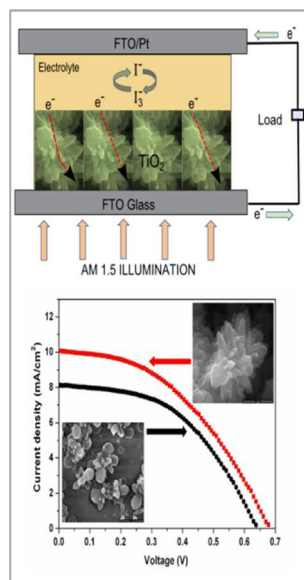 FTO/Pt
e⁻
Electrolyte
I⁻
I₃⁻
e⁻ e⁻ e⁻ e⁻
Load
TiO₂
FTO Glass
e⁻
AM 1.5 ILLUMINATION
Current density (mA/cm²)
12
10
8
6
4
2
0
0.0 0.1 0.2 0.3 0.4 0.5 0.6 0.7
Voltage (V)